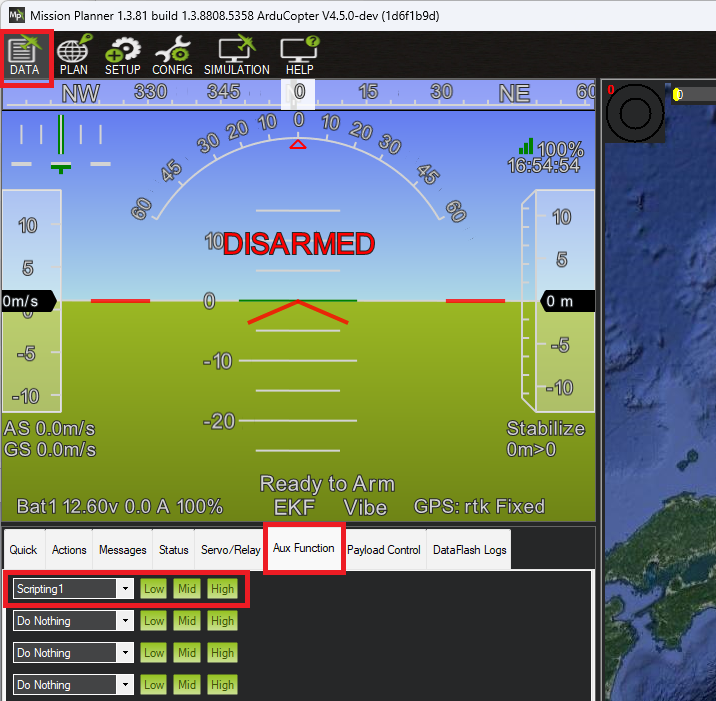 Mission Planner 1.3.81 build 1.3.8808.5358 ArduCopter V4.5.0-dev (1d6f1b9d)
DATA PLAN SETUP CONFIG SIMULATION HELP
NW 330 345 0 15 30 NE 60
0
0
60 45 30 20 10 0 10 20 30 45 60
100%
16:54:54
10 10 DISARMED 10
5 5
0m/s 0 0 m
0
-5 -10 -5
-10 -10
-20
AS 0.0m/s Stabilize
GS 0.0m/s 0m>0
Ready to Arm
Bat1 12.60v 0.0 A 100% EKF Vibe GPS: rtk Fixed
Quick Actions Messages Status Servo/Relay Aux Function Payload Control DataFlash Logs
Scripting1 Low Mid High
Do Nothing Low Mid High
Do Nothing Low Mid High
Do Nothing Low Mid High